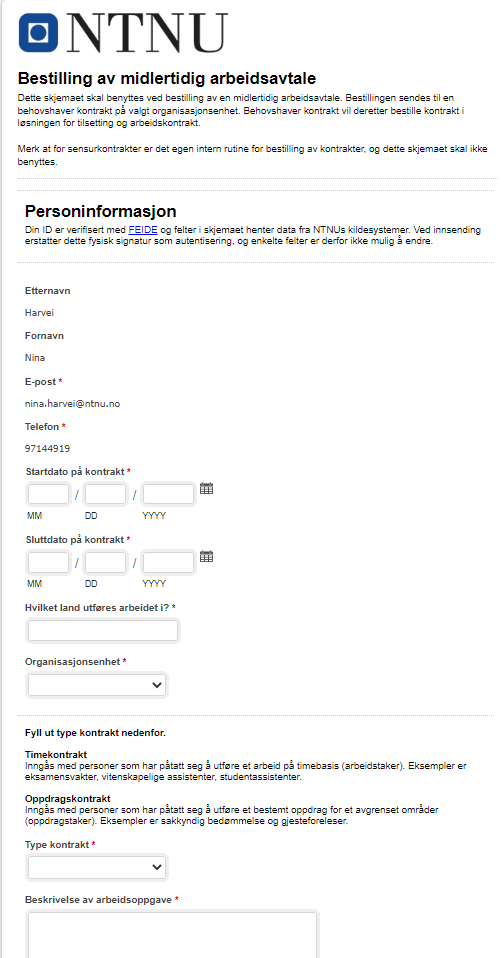 NTNU
Bestilling av midlertidig arbeidsavtale
Dette skjemaet skal benyttes ved bestilling av en midlertidig arbeidsavtale. Bestillingen sendes til en
behovshaver kontrakt på valgt organisasjonsenhet. Behovshaver kontrakt vil deretter bestille kontrakt i
løsningen for tilsetting og arbeidskontrakt.
Merk at for sensurkontrakter er det egen intern rutine for bestilling av kontrakter, og dette skjemaet skal ikke
benyttes.
Personinformasjon
Din ID er verifisert med FEIDE og felter i skjemaet henter data fra NTNUs kildesystemer. Ved innsending
erstatter dette fysisk signatur som autentisering, og enkelte felter er derfor ikke mulig å endre.
Etternavn
Harvei
Fornavn
Nina
E-post *
nina.harvei@ntnu.no
Telefon *
97144919
Startdato på kontrakt *
/ /
MM DD YYYY
Sluttdato på kontrakt *
/ /
MM DD YYYY
Hvilket land utføres arbeidet i? *
Organisasjonsenhet *
Fyll ut type kontrakt nedenfor.
Timekontrakt
Inngås med personer som har påtatt seg å utføre et arbeid på timebasis (arbeidstaker). Eksempler er
eksamensvakter, vitenskapelige assistenter, studentassistenter.
Oppdragskontrakt
Inngås med personer som har påtatt seg å utføre et bestemt oppdrag for et avgrenset områder
(oppdragstaker). Eksempler er sakkyndig bedømmelse og gjesteforeleser.
Type kontrakt *
Beskrivelse av arbeidsoppgave *